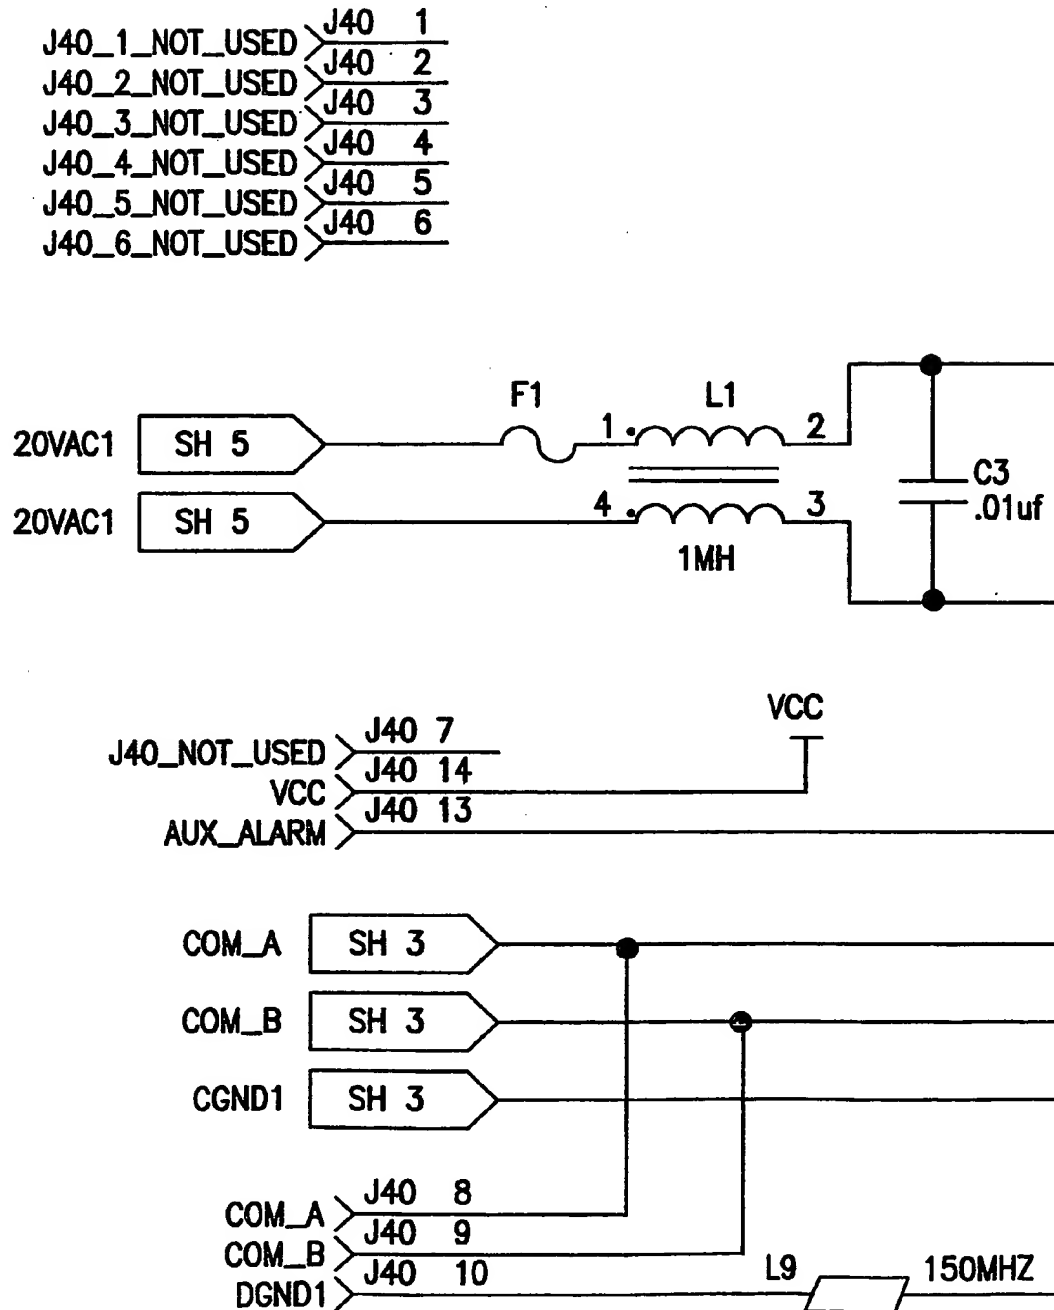 J40_1_NOT_USED J40 1
J40_2_NOT_USED J40 2
J40_3_NOT_USED J40 3
J40_4_NOT_USED J40 4
J40_5_NOT_USED J40 5
J40_6_NOT_USED J40 6
F1 L1
20VAC1 SH 5 1 2
C3
.01uf
20VAC1 SH 5 4 3
1MH
VCC
J40_NOT_USED J40 7
VCC J40 14
AUX_ALARM J40 13
COM_A SH 3
COM_B SH 3
CGND1 SH 3
COM_A J40 8
COM_B J40 9
DGND1 J40 10 L9 150MHZ